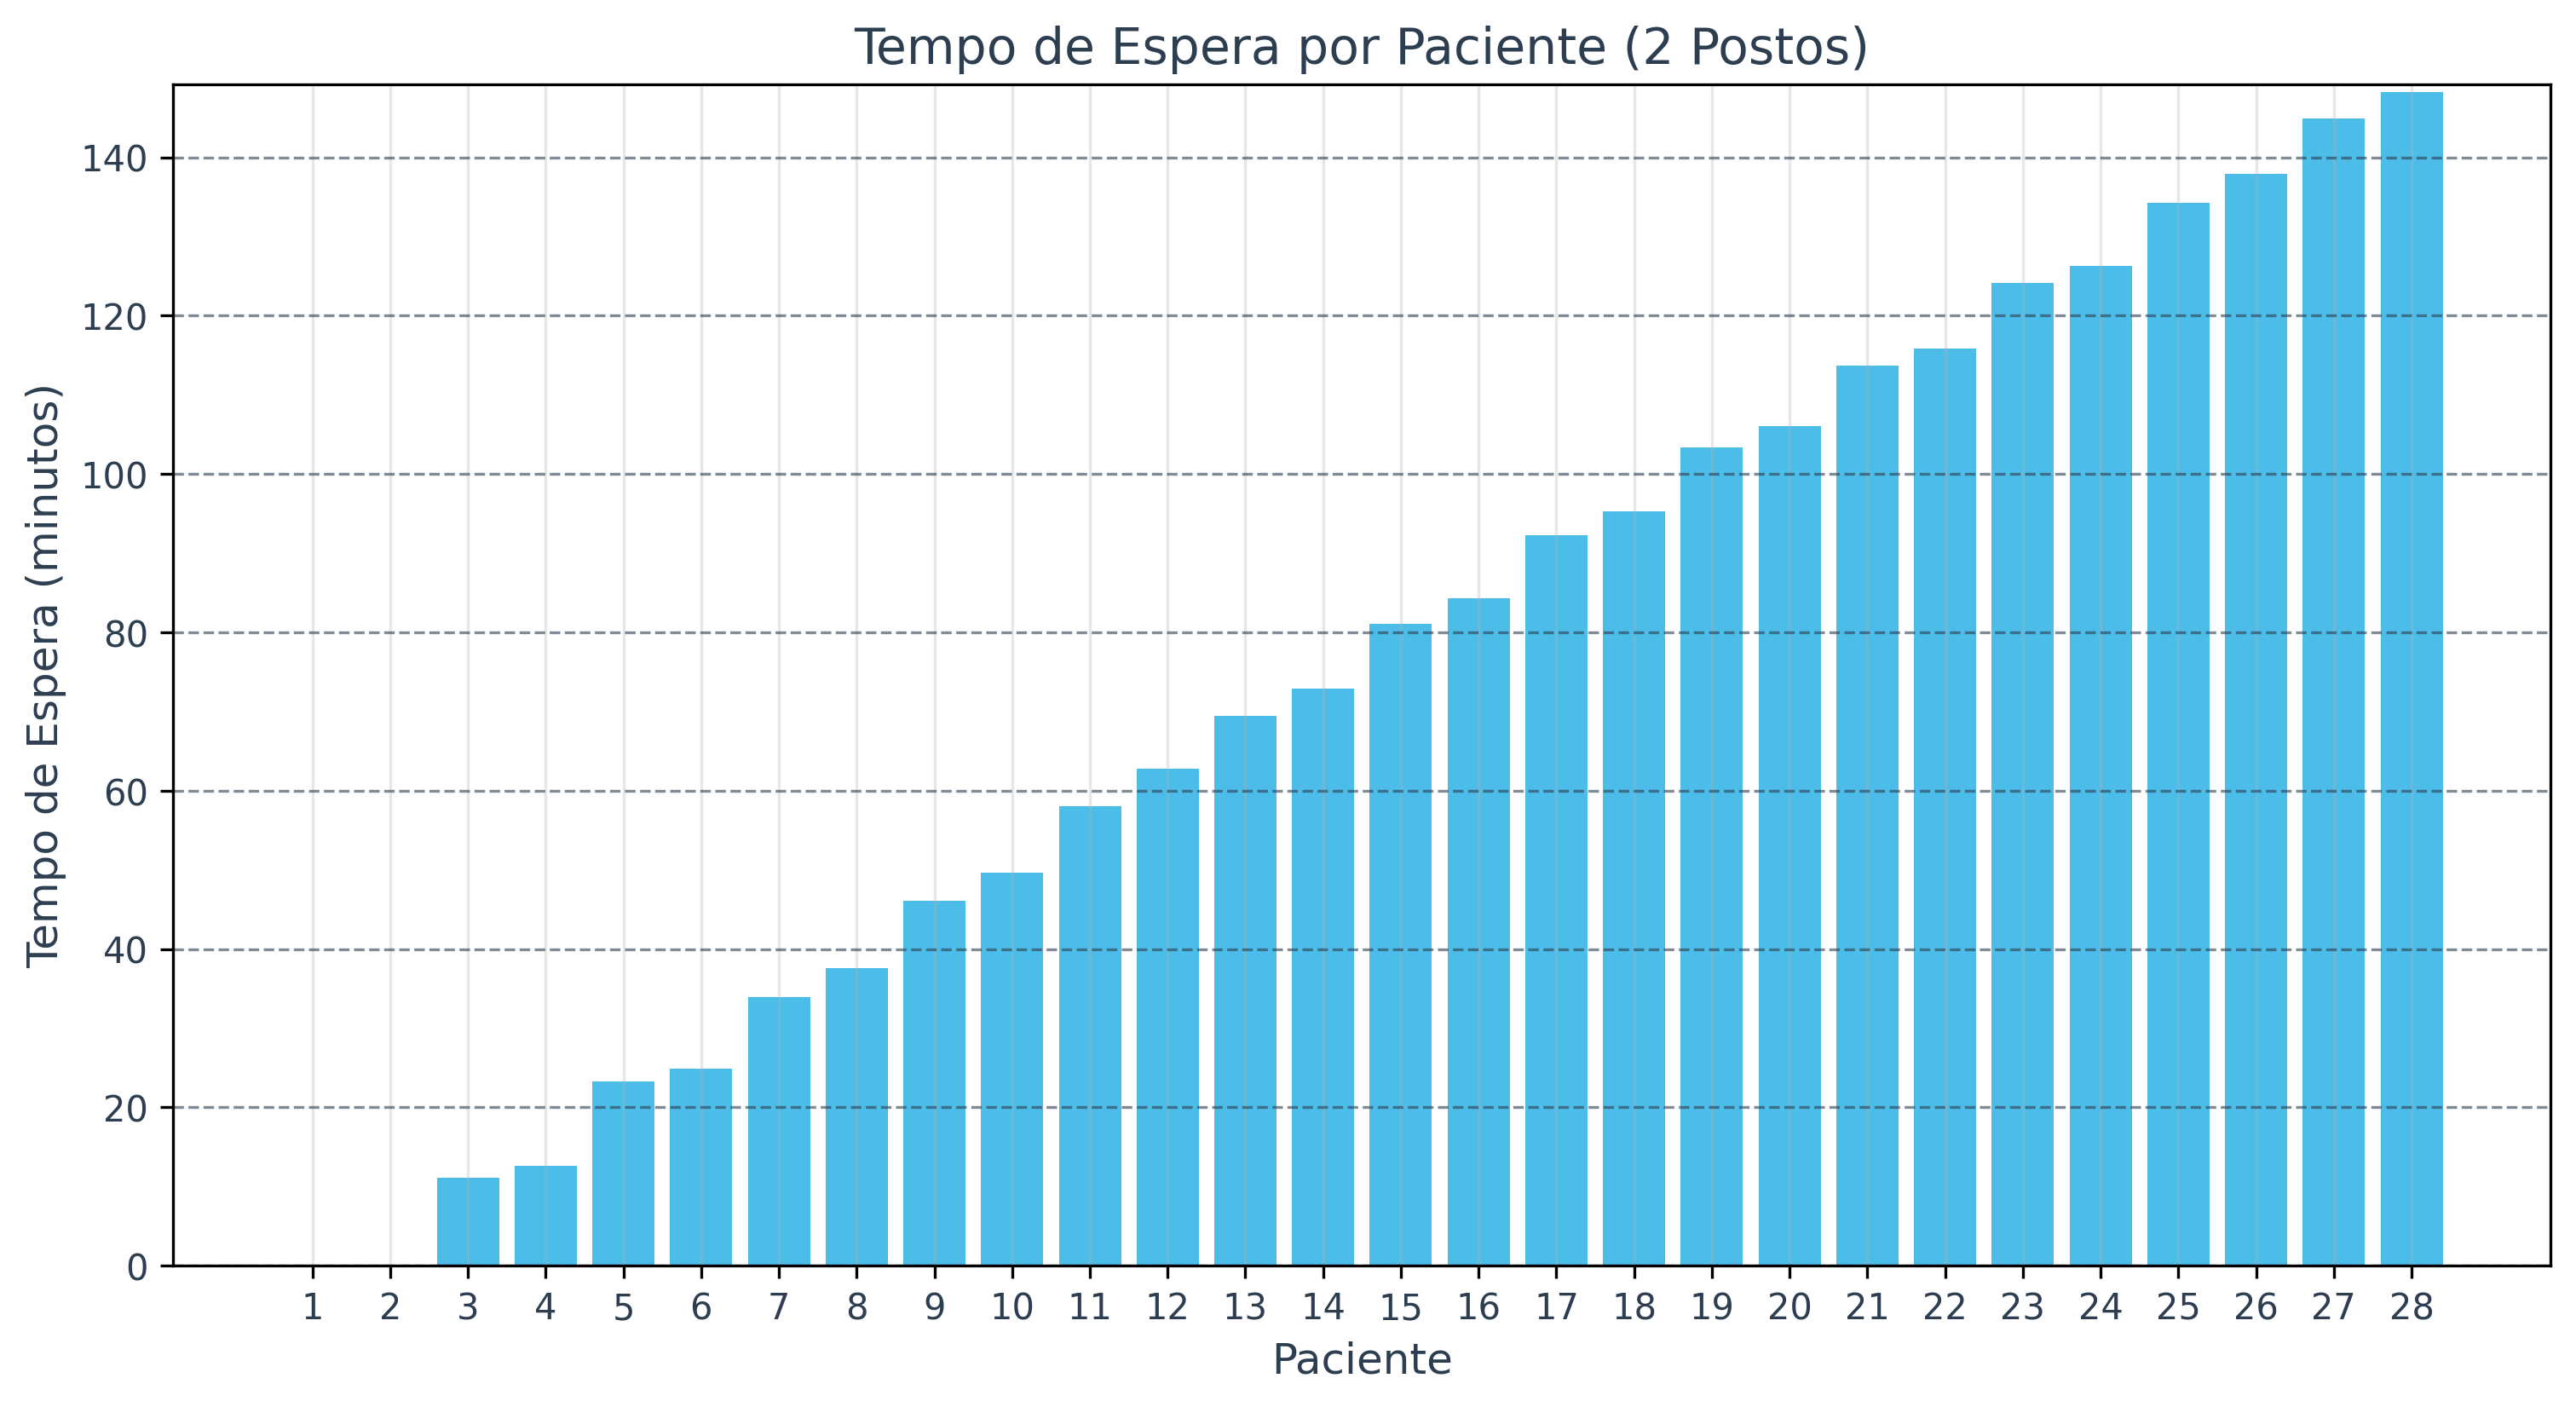 Tempo de Espera por Paciente (2 Postos)
Tempo de Espera (minutos)
140
120
100
80
60
40
20
0
1 2 3 4 5 6 7 8 9 10 11 12 13 14 15 16 17 18 19 20 21 22 23 24 25 26 27 28
Paciente